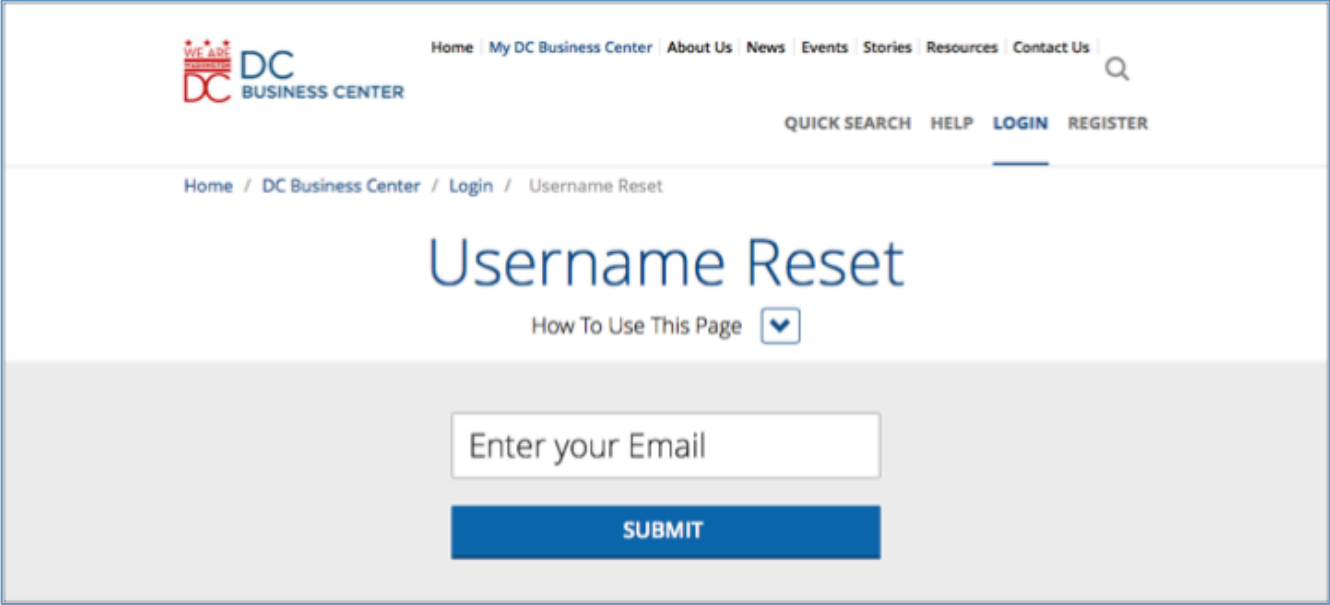 WE ARE
WASHINGTON
DC
DC
BUSINESS CENTER
Home My DC Business Center About Us News Events Stories Resources Contact Us
QUICK SEARCH HELP LOGIN REGISTER
Home / DC Business Center / Login / Username Reset
Username Reset
How To Use This Page
Enter your Email
SUBMIT